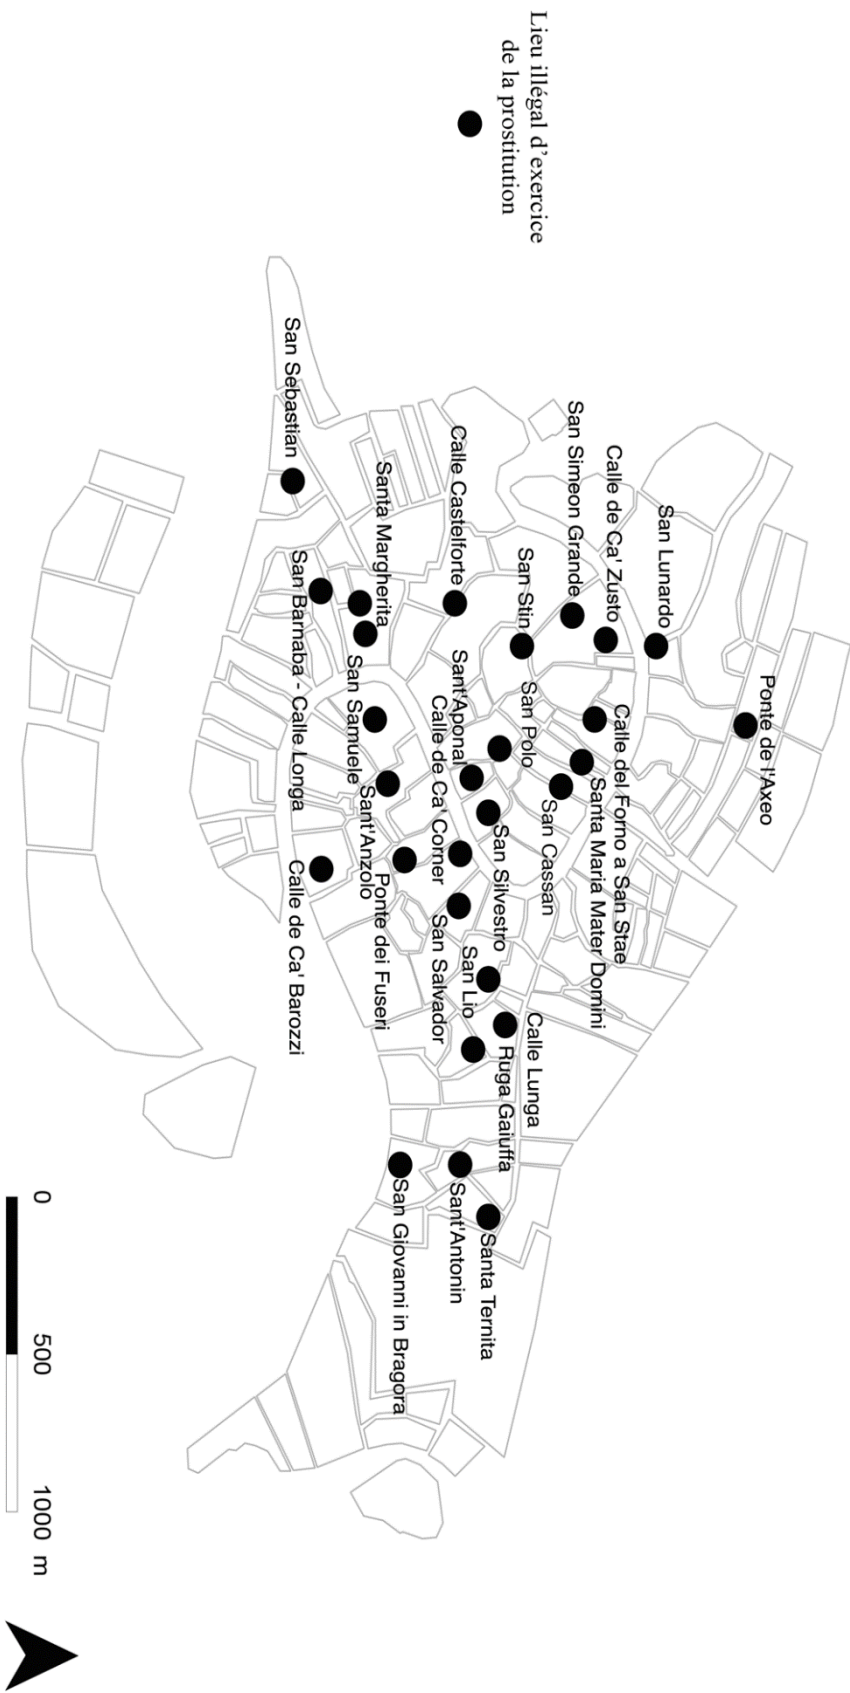 Lieu illégal d'exercice
de la prostitution
Ponte de l'Axeo
San Lunardo
Calle de Ca' Zusto
San Simeon Grande
Calle del Forno a San Stae
Santa Maria Mater Domini
San Cassan
San Stin
San Polo
Calle Castelforte
Sant'Aponal
Calle de Ca' Corner
San Silvestro
San Salvador
San Lio
Calle Lunga
Ruga Gaiuffa
Santa Margherita
San Samuele
Sant'Anzolo
Ponte dei Fuseri
San Sebastian
San Barnaba - Calle Longa
Calle de Ca' Barozzi
Santa Ternita
Sant'Antonin
San Giovanni in Bragora
0 500 1000 m